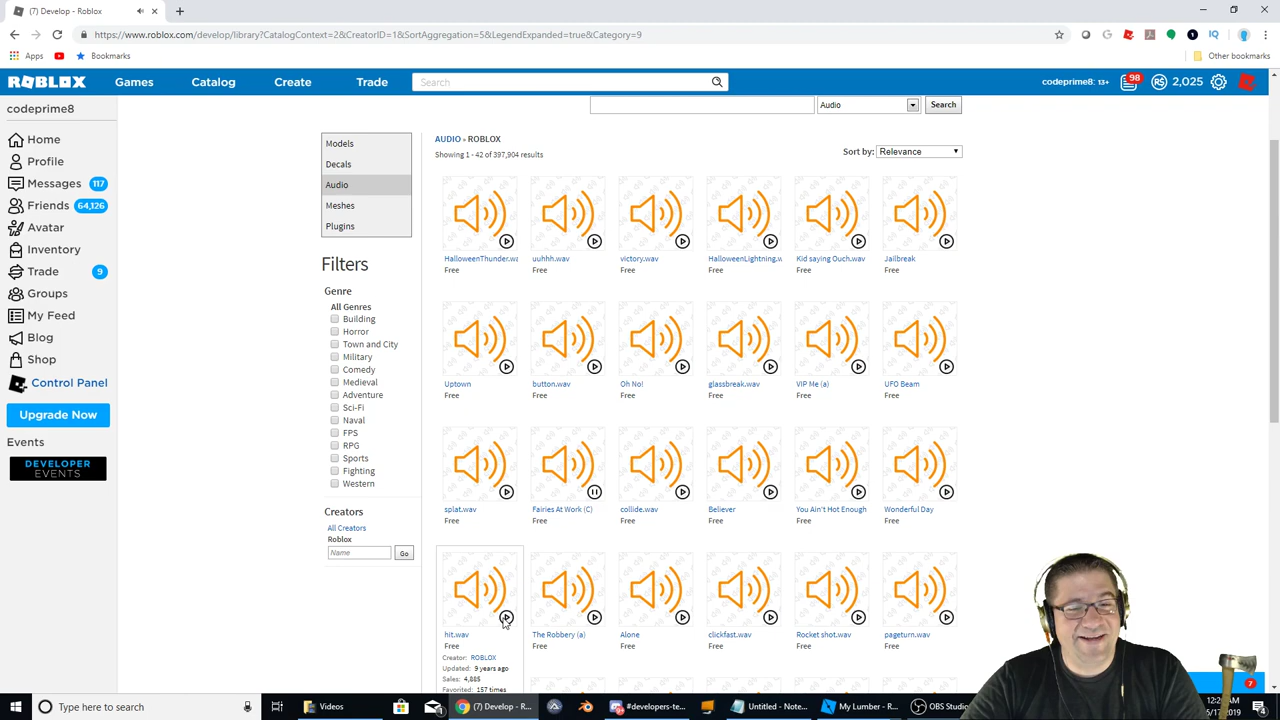 (7) Develop - Roblox
https://www.roblox.com/develop/library?CatalogContext=2&CreatorID=1&SortAggregation=5&LegendExpanded=true&Category=9
Apps
Bookmarks
Other bookmarks
ROBLOX
Games
Catalog
Create
Trade
Search
codeprime8: 13+
98
2,025
codeprime8
Home
Profile
Messages 117
Friends 64,126
Avatar
Inventory
Trade 9
Groups
My Feed
Blog
Shop
Control Panel
Upgrade Now
Events
DEVELOPER
EVENTS
Audio
Search
Models
Decals
Audio
Meshes
Plugins
Filters
Genre
All Genres
Building
Horror
Town and City
Military
Comedy
Medieval
Adventure
Sci-Fi
Naval
FPS
RPG
Sports
Fighting
Western
Creators
All Creators
Roblox
Name
Go
AUDIO » ROBLOX
Showing 1 - 42 of 397,904 results
Sort by: Relevance
HalloweenThunder.wa
Free
uuhhh.wav
Free
victory.wav
Free
HalloweenLightning.w
Free
Kid saying Ouch.wav
Free
Jailbreak
Free
Uptown
Free
button.wav
Free
Oh No!
Free
glassbreak.wav
Free
VIP Me (a)
Free
UFO Beam
Free
splat.wav
Free
Fairies At Work (C)
Free
collide.wav
Free
Believer
Free
You Ain't Hot Enough
Free
Wonderful Day
Free
hit.wav
Free
Creator: ROBLOX
Updated: 9 years ago
Sales: 4,885
Favorited: 157 times
The Robbery (a)
Free
Alone
Free
clickfast.wav
Free
Rocket shot.wav
Free
pageturn.wav
Free
7
Type here to search
Videos
(7) Develop - R...
#developers-te...
Untitled - Note...
My Lumber - R...
OBS Studio
5/17/2019
4